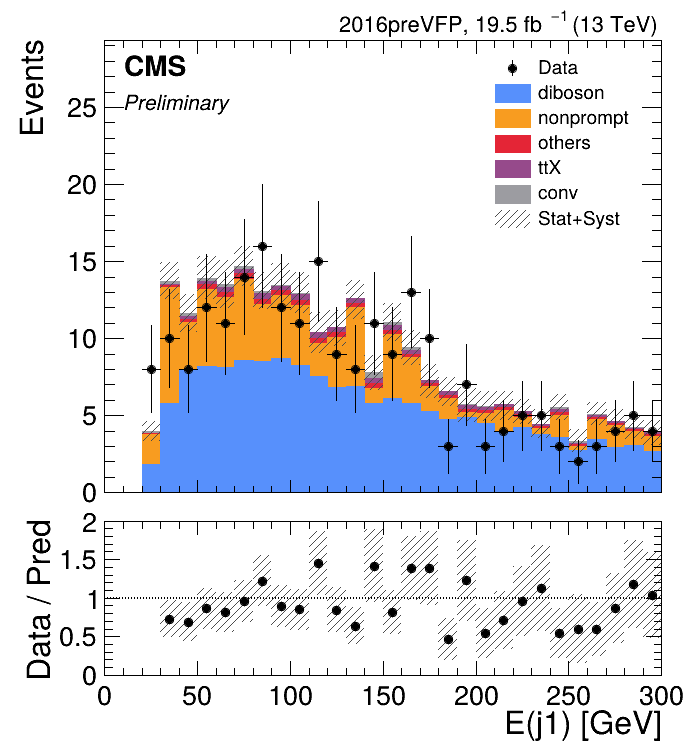 2016preVFP, 19.5 fb ⁻¹ (13 TeV)
CMS
Preliminary
Events
Data
diboson
nonprompt
others
ttX
conv
Stat+Syst
25
20
15
10
5
0
Data / Pred
2
1.5
1
0.5
0
0 50 100 150 200 250 300
E(j1) [GeV]